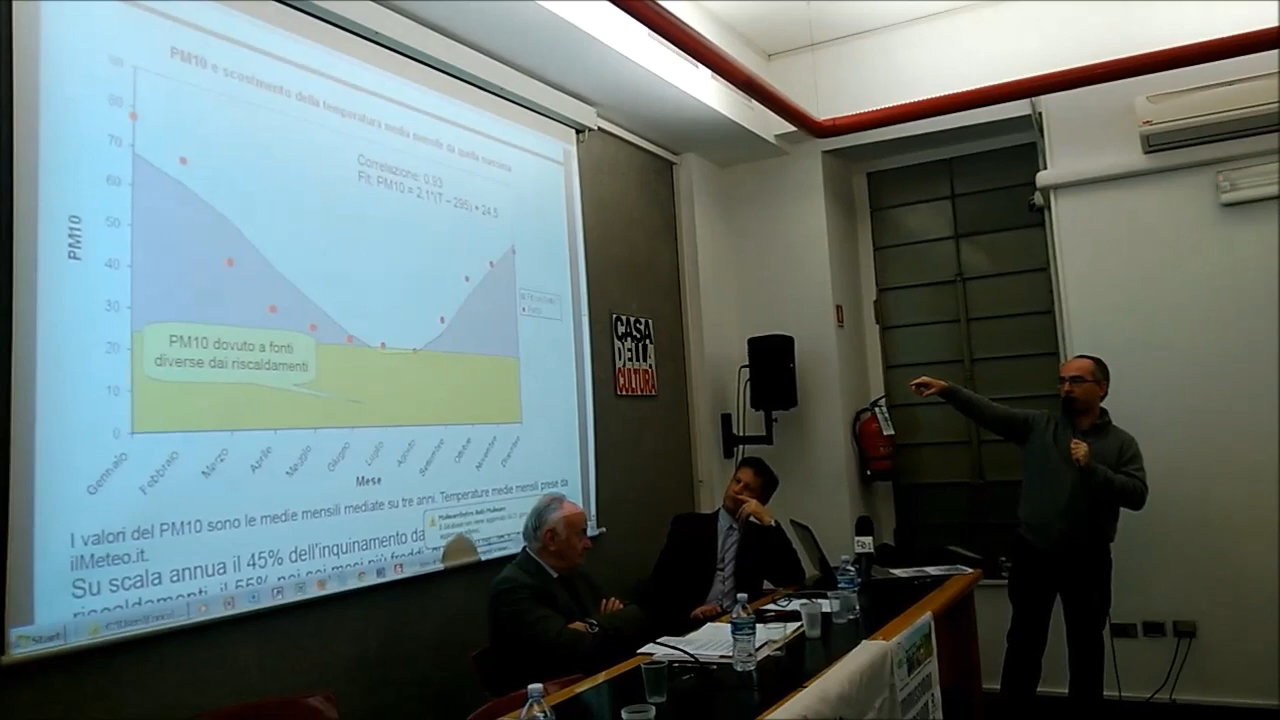 PM10 e scostmento della temperatura media mensile da quella massima
Correlazione: 0,93
Fit: PM10 = 2,1*(T – 295) + 24,5
PM10
80
70
60
50
40
30
20
10
0
PM10 dovuto a fonti
diverse dai riscaldamenti
Gennaio
Febbraio
Marzo
Aprile
Maggio
Giugno
Luglio
Agosto
Settembre
Ottobre
Novembre
Dicembre
Mese
I valori del PM10 sono le medie mensili mediate su tre anni. Temperature medie mensili prese da
ilMeteo.it.
Malwarebytes Anti-Malware
Su scala annua il 45% dell'inquinamento da
riscaldamenti, il 55% nei sei mesi più freddi
Start
CASA
DELLA
CULTURA